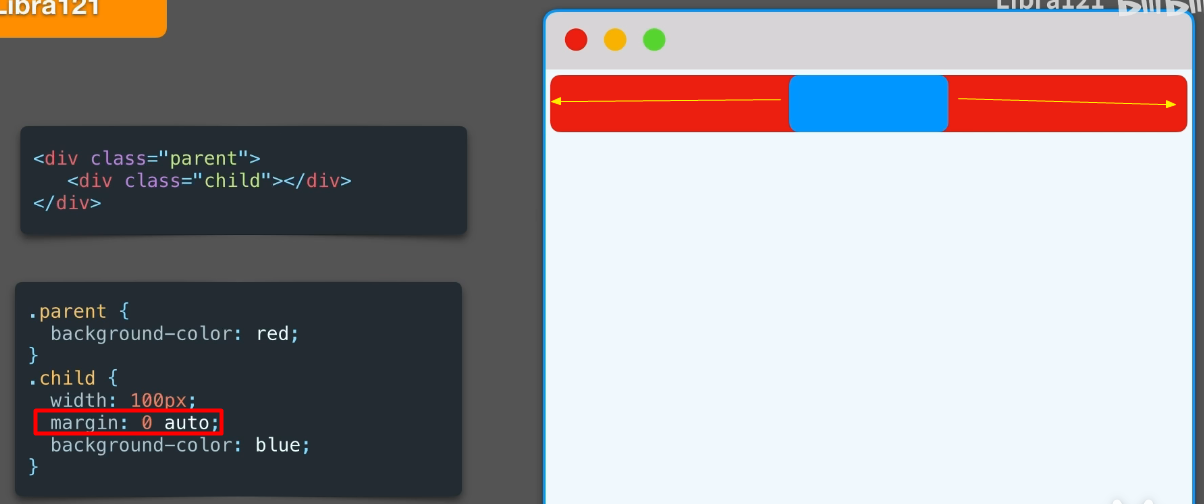 Libra121
Libra121
<div class="parent">
<div class="child"></div>
</div>
.parent {
background-color: red;
}
.child {
width: 100px;
margin: 0 auto;
background-color: blue;
}